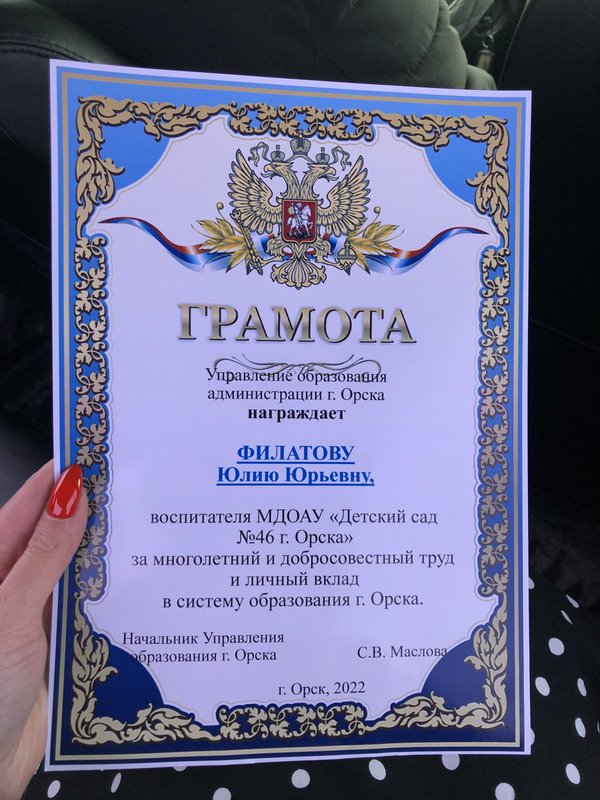 ГРАМОТА
Управление образования
администрации г. Орска
награждает
ФИЛАТОВУ
Юлию Юрьевну,
воспитателя МДОАУ «Детский сад
№46 г. Орска»
за многолетний и добросовестный труд
и личный вклад
в систему образования г. Орска.
Начальник Управления
образования г. Орска С.В. Маслова
г. Орск, 2022